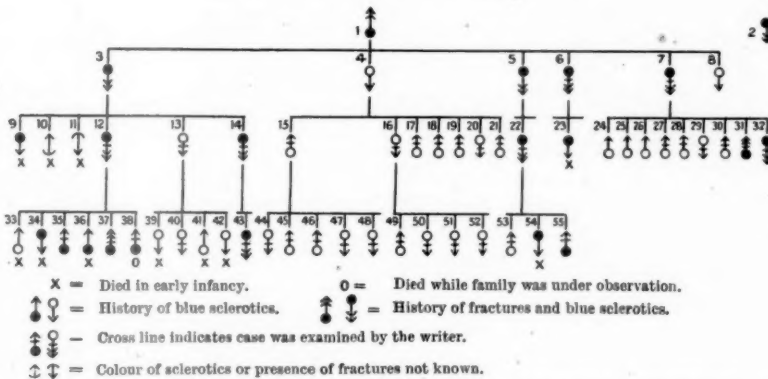 1
2
3 4 5 6 7 8
9 10 11 12 13 14 15 16 17 18 19 20 21 22 23 24 25 26 27 28 29 30 31 32
X X X X
33 34 35 36 37 38 39 40 41 42 43 44 45 46 47 48 49 50 51 52 53 54 55
X X X O X X X X
X = Died in early infancy.
O = Died while family was under observation.
= History of blue sclerotics.
= History of fractures and blue sclerotics.
– Cross line indicates case was examined by the writer.
= Colour of sclerotics or presence of fractures not known.